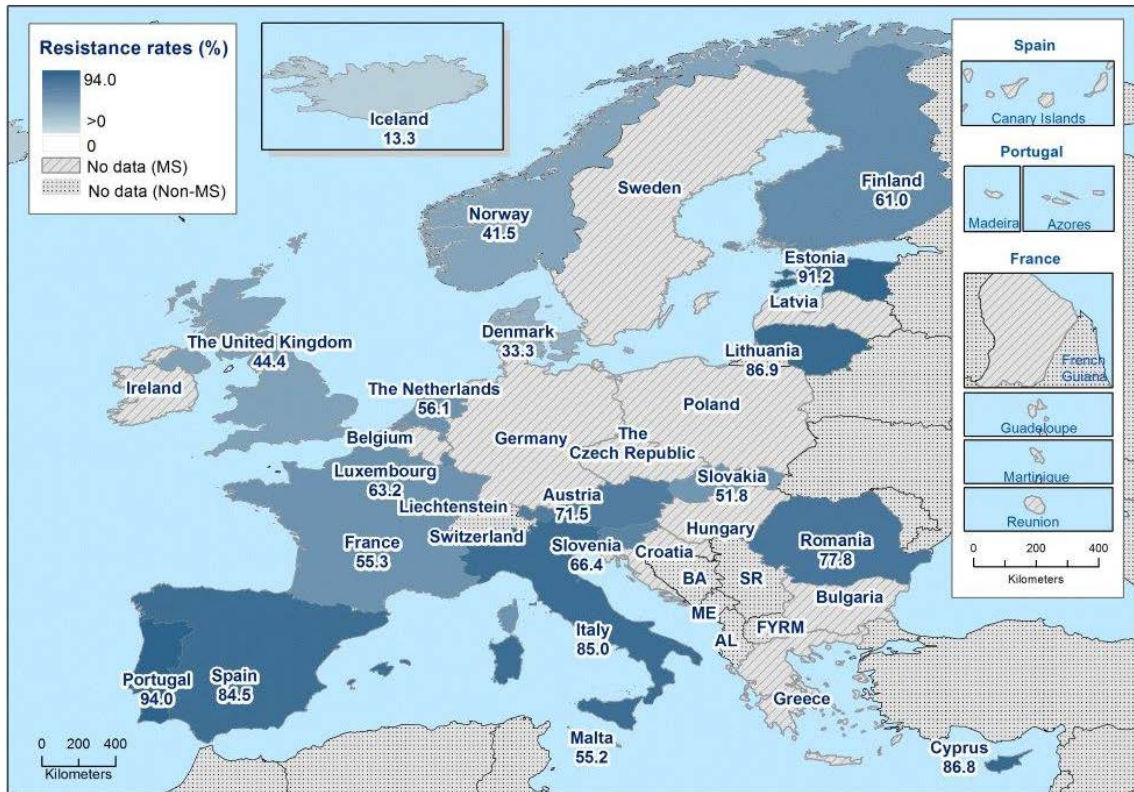 Resistance rates (%)
94.0
>0
0
No data (MS)
No data (Non-MS)
Iceland
13.3
Sweden
Finland
61.0
Norway
41.5
Estonia
91.2
Latvia
Denmark
33.3
Lithuania
86.9
The United Kingdom
44.4
Ireland
The Netherlands
56.1
Poland
Belgium
Germany
The
Czech Republic
Luxembourg
63.2
Slovakia
51.8
Liechtenstein
Austria
71.5
Hungary
Switzerland
France
55.3
Slovenia
66.4
Croatia
Romania
77.8
BA
SR
Bulgaria
ME
FYRM
AL
Italy
85.0
Portugal
94.0
Spain
84.5
Greece
Malta
55.2
Cyprus
86.8
0 200 400
Kilometers
Spain
Canary Islands
Portugal
Madeira
Azores
France
French
Guiana
Guadeloupe
Martinique
Reunion
0 200 400
Kilometers